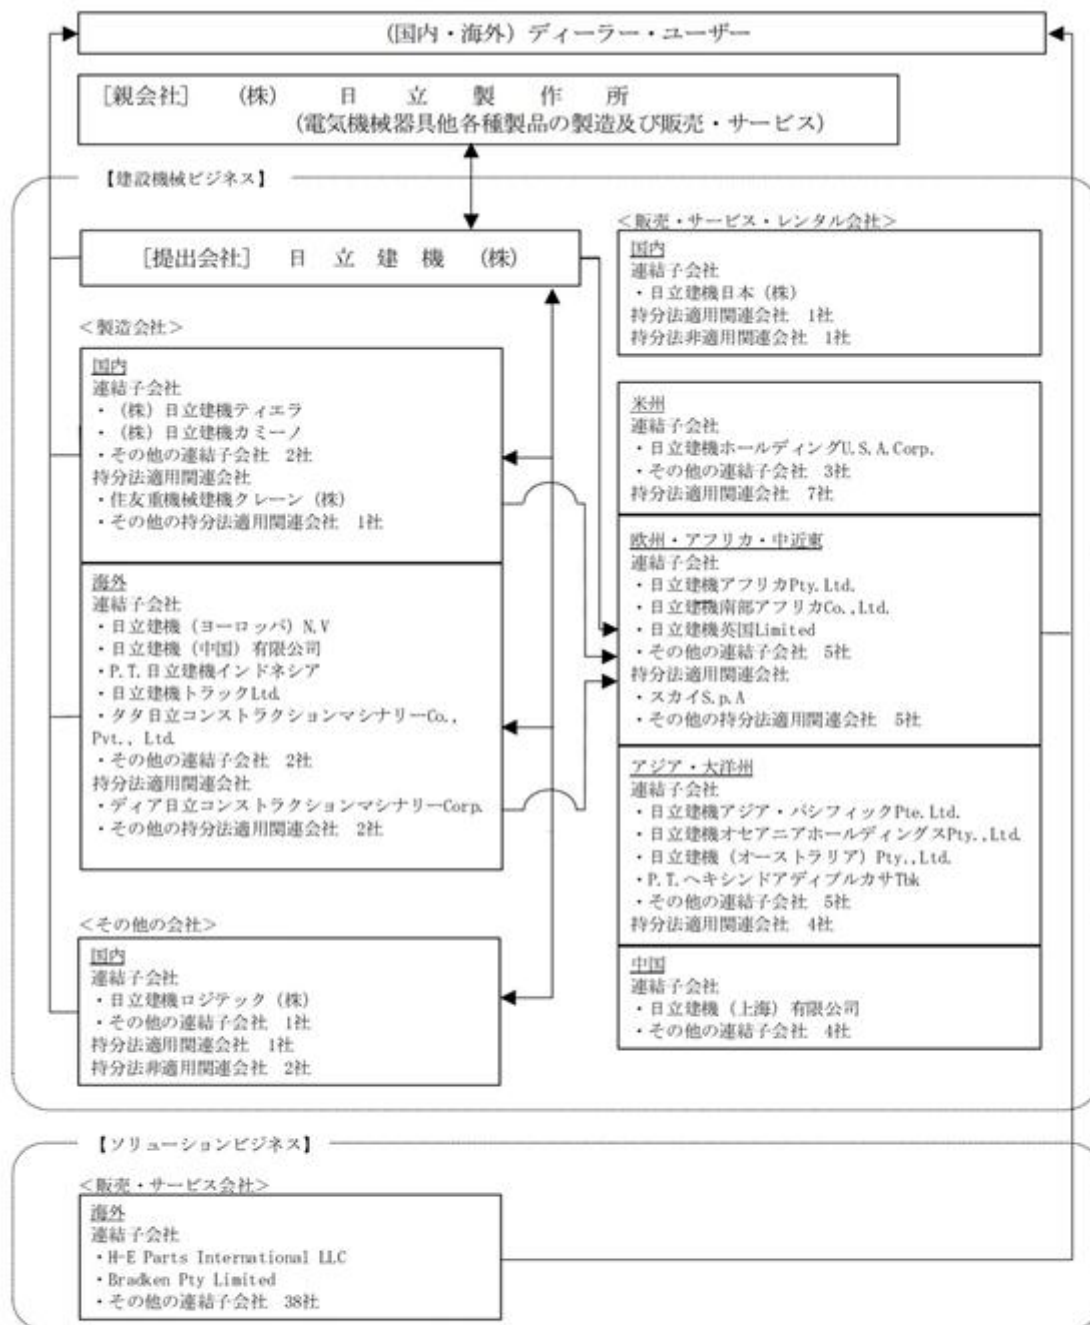 (国内・海外)ディーラー・ユーザー
[親会社] (株) 日 立 製 作 所
(電気機械器具他各種製品の製造及び販売・サービス)
【建設機械ビジネス】
[提出会社] 日 立 建 機 (株)
<製造会社>
国内
連結子会社
・(株)日立建機ティエラ
・(株)日立建機カミーノ
・その他の連結子会社 2社
持分法適用関連会社
・住友重機械建機クレーン(株)
・その他の持分法適用関連会社 1社
海外
連結子会社
・日立建機(ヨーロッパ)N.V
・日立建機(中国)有限公司
・P.T.日立建機インドネシア
・日立建機トラックLtd.
・タタ日立コンストラクションマシナリーCo.,
Pvt., Ltd.
・その他の連結子会社 2社
持分法適用関連会社
・ディア日立コンストラクションマシナリーCorp.
・その他の持分法適用関連会社 2社
<その他の会社>
国内
連結子会社
・日立建機ロジテック(株)
・その他の連結子会社 1社
持分法適用関連会社 1社
持分法非適用関連会社 2社
<販売・サービス・レンタル会社>
国内
連結子会社
・日立建機日本(株)
持分法適用関連会社 1社
持分法非適用関連会社 1社
米州
連結子会社
・日立建機ホールディングU.S.A.Corp.
・その他の連結子会社 3社
持分法適用関連会社 7社
欧州・アフリカ・中近東
連結子会社
・日立建機アフリカPty.Ltd.
・日立建機南部アフリカCo.,Ltd.
・日立建機英国Limited
・その他の連結子会社 5社
持分法適用関連会社
・スカイS.p.A
・その他の持分法適用関連会社 5社
アジア・大洋州
連結子会社
・日立建機アジア・パシフィックPte.Ltd.
・日立建機オセアニアホールディングスPty.,Ltd.
・日立建機(オーストラリア)Pty.,Ltd.
・P.T.ヘキシンドアディプルカサTbk
・その他の連結子会社 5社
持分法適用関連会社 4社
中国
連結子会社
・日立建機(上海)有限公司
・その他の連結子会社 4社
【ソリューションビジネス】
<販売・サービス会社>
海外
連結子会社
・H-E Parts International LLC
・Bradken Pty Limited
・その他の連結子会社 38社